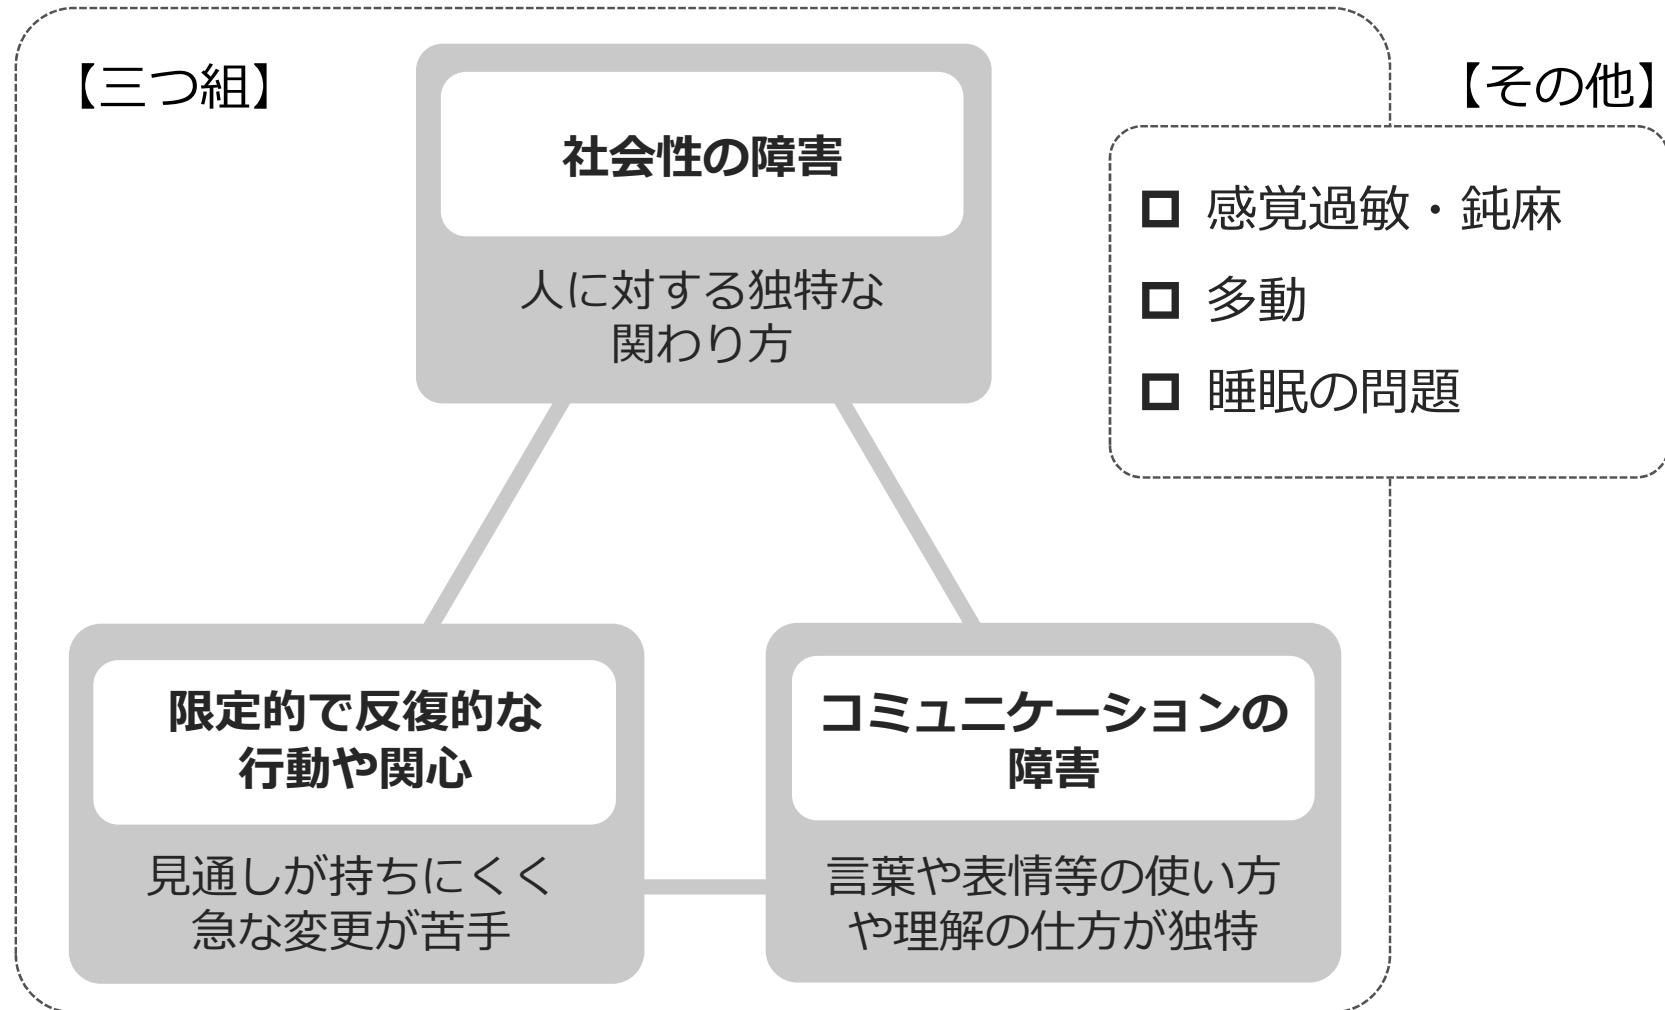 【三つ組】
社会性の障害
人に対する独特な
関わり方
限定的で反復的な
行動や関心
見通しが持ちにくく
急な変更が苦手
コミュニケーションの
障害
言葉や表情等の使い方
や理解の仕方が独特
【その他】
感覚過敏・鈍麻
多動
睡眠の問題